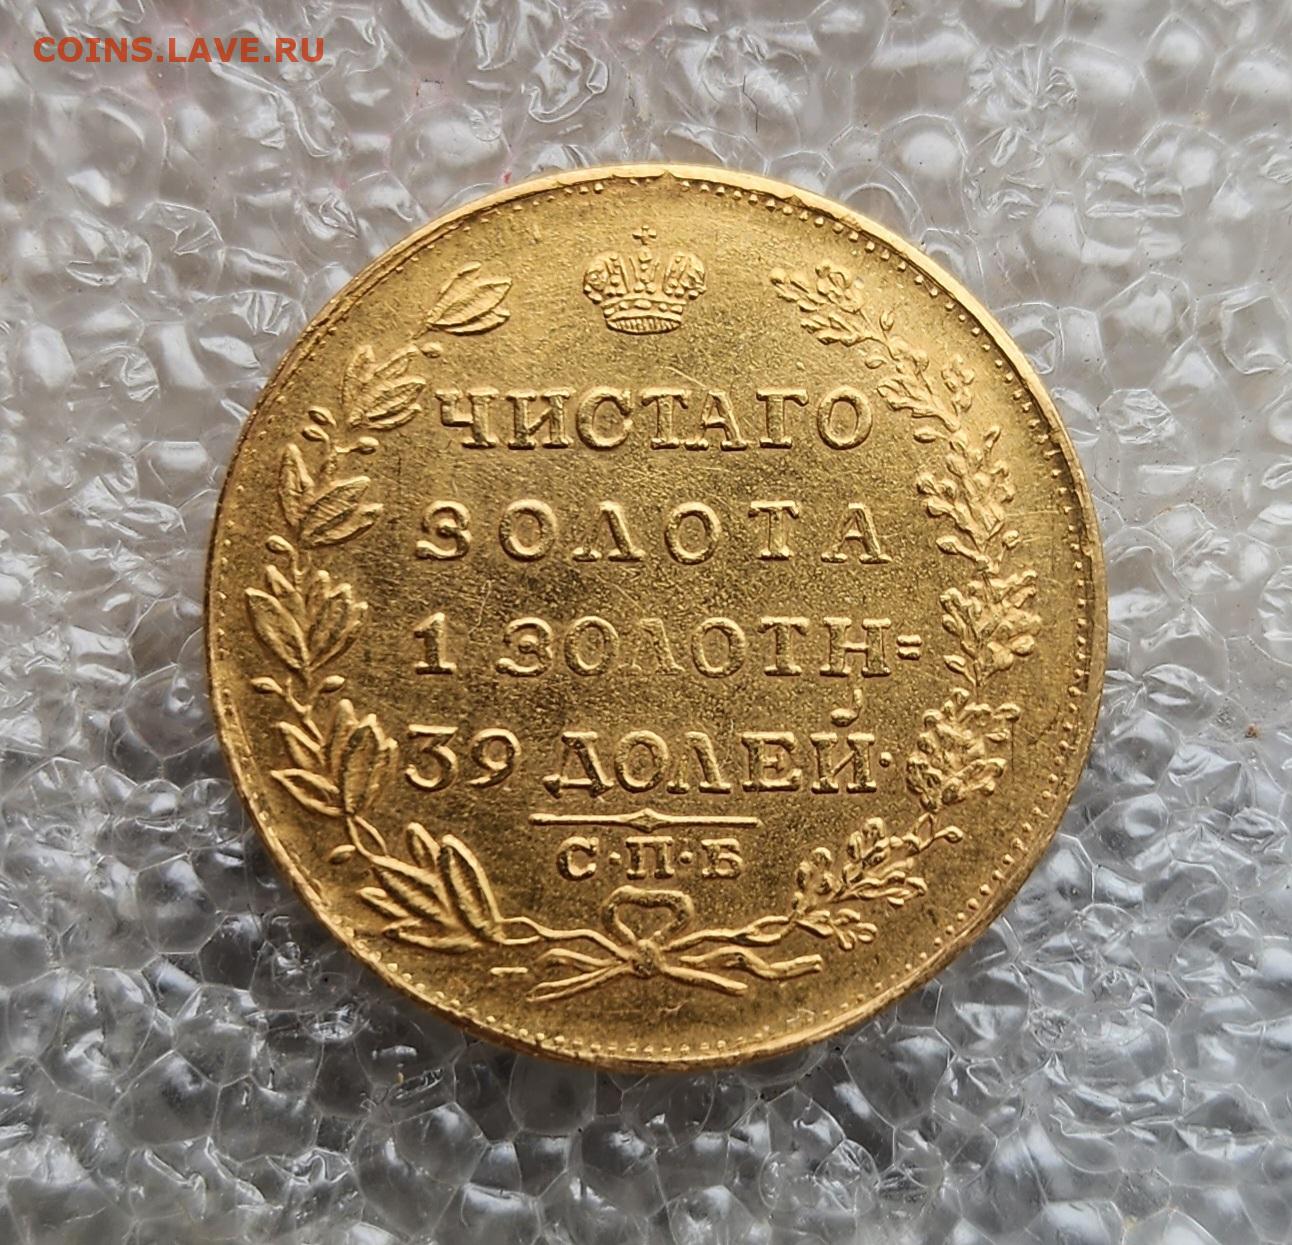 COINS.LAVE.RU
ЧИСТАГО
ЗОЛОТА
1 ЗОЛОТН=
39 ДОЛЕЙ·
С·П·Б